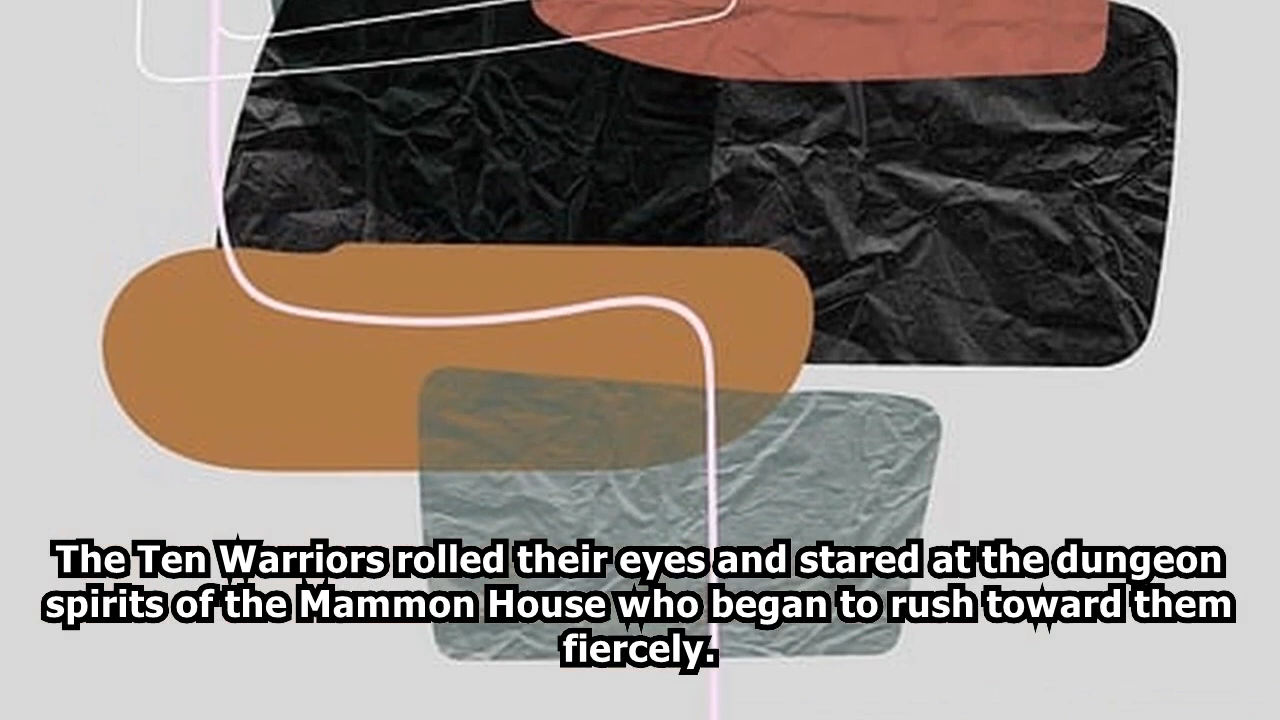 The Ten Warriors rolled their eyes and stared at the dungeon
spirits of the Mammon House who began to rush toward them
fiercely.